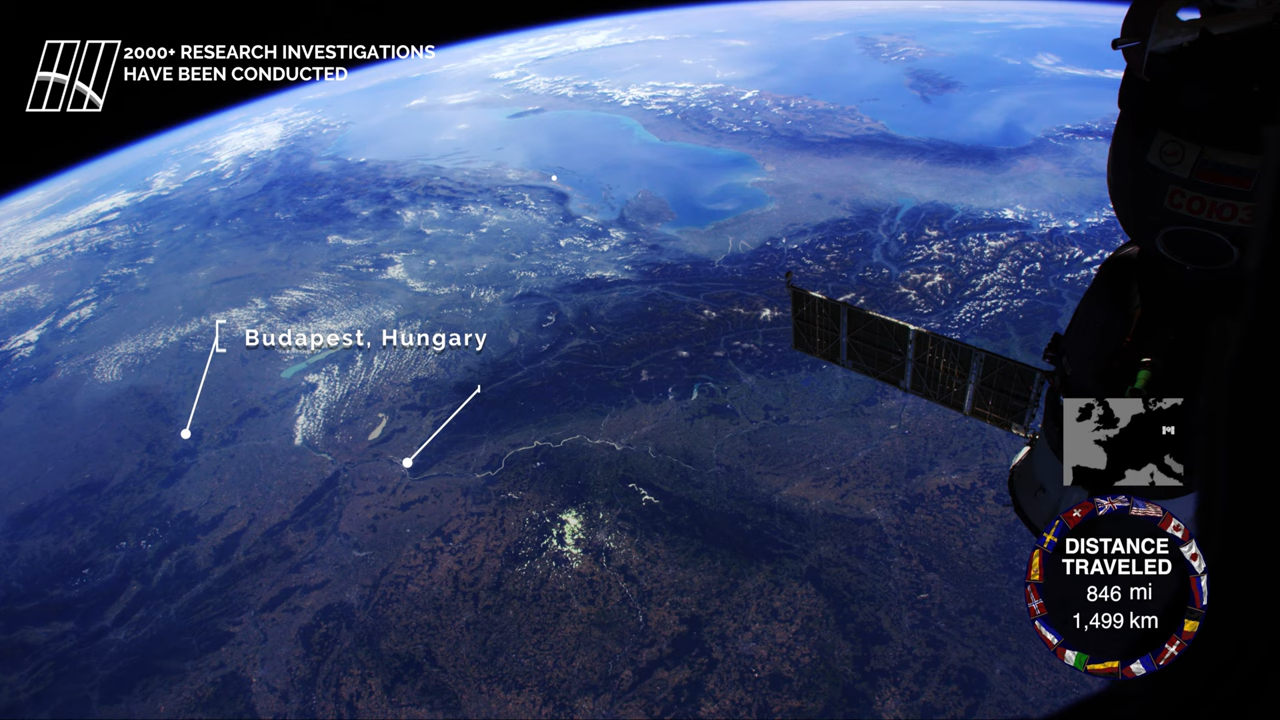 2000+ RESEARCH INVESTIGATIONS
HAVE BEEN CONDUCTED
СОЮЗ
Budapest, Hungary
DISTANCE
TRAVELED
846 mi
1,499 km